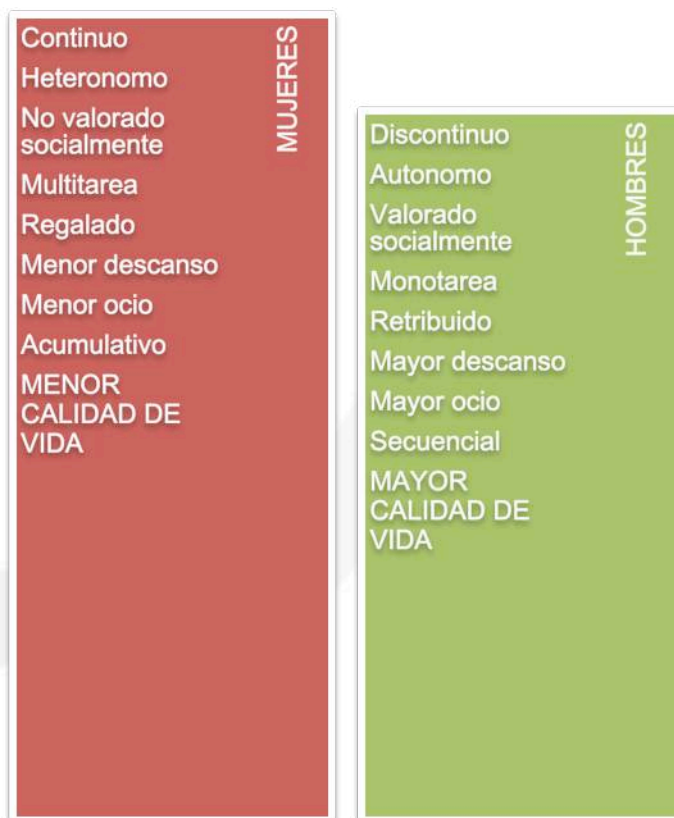 MUJERES
Continuo
Heteronomo
No valorado
socialmente
Multitarea
Regalado
Menor descanso
Menor ocio
Acumulativo
MENOR
CALIDAD DE
VIDA
HOMBRES
Discontinuo
Autonomo
Valorado
socialmente
Monotarea
Retribuido
Mayor descanso
Mayor ocio
Secuencial
MAYOR
CALIDAD DE
VIDA